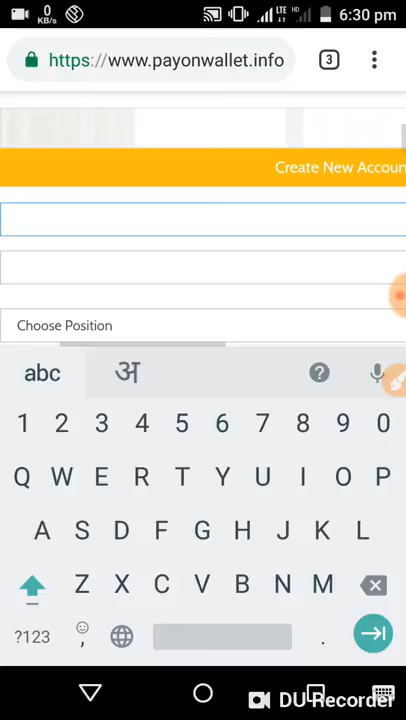 0 KB/s LTE HD 6:30 pm
https://www.payonwallet.info 3
Create New Accoun
Choose Position
abc अ ?
1 2 3 4 5 6 7 8 9 0
Q W E R T Y U I O P
A S D F G H J K L
Z X C V B N M
?123 , .
DU Recorder